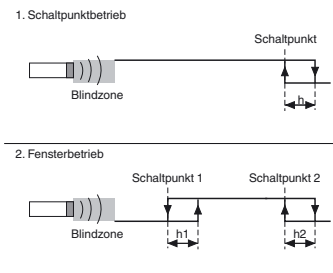 1. Schaltpunktbetrieb
Schaltpunkt
Blindzone
h
2. Fensterbetrieb
Schaltpunkt 1
Schaltpunkt 2
Blindzone
h1
h2